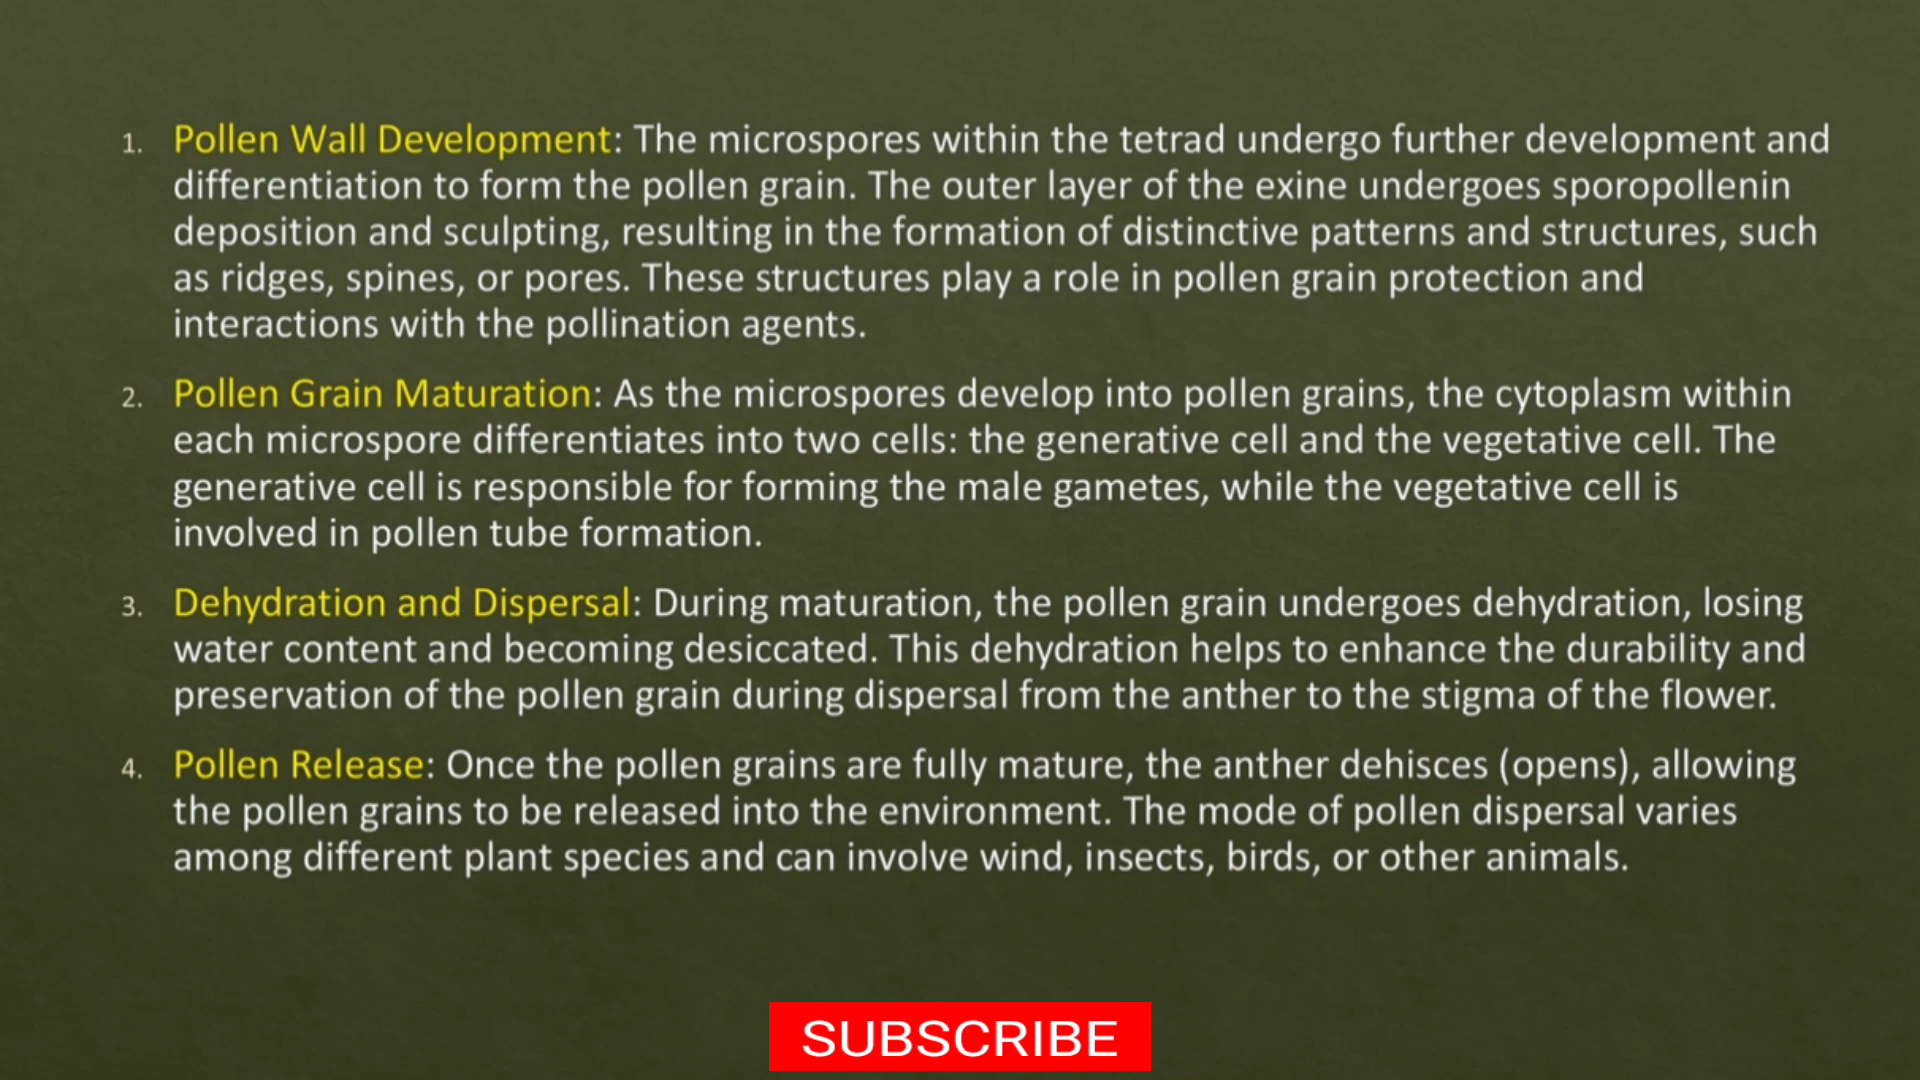 1. Pollen Wall Development: The microspores within the tetrad undergo further development and
differentiation to form the pollen grain. The outer layer of the exine undergoes sporopollenin
deposition and sculpting, resulting in the formation of distinctive patterns and structures, such
as ridges, spines, or pores. These structures play a role in pollen grain protection and
interactions with the pollination agents.
2. Pollen Grain Maturation: As the microspores develop into pollen grains, the cytoplasm within
each microspore differentiates into two cells: the generative cell and the vegetative cell. The
generative cell is responsible for forming the male gametes, while the vegetative cell is
involved in pollen tube formation.
3. Dehydration and Dispersal: During maturation, the pollen grain undergoes dehydration, losing
water content and becoming desiccated. This dehydration helps to enhance the durability and
preservation of the pollen grain during dispersal from the anther to the stigma of the flower.
4. Pollen Release: Once the pollen grains are fully mature, the anther dehisces (opens), allowing
the pollen grains to be released into the environment. The mode of pollen dispersal varies
among different plant species and can involve wind, insects, birds, or other animals.
SUBSCRIBE